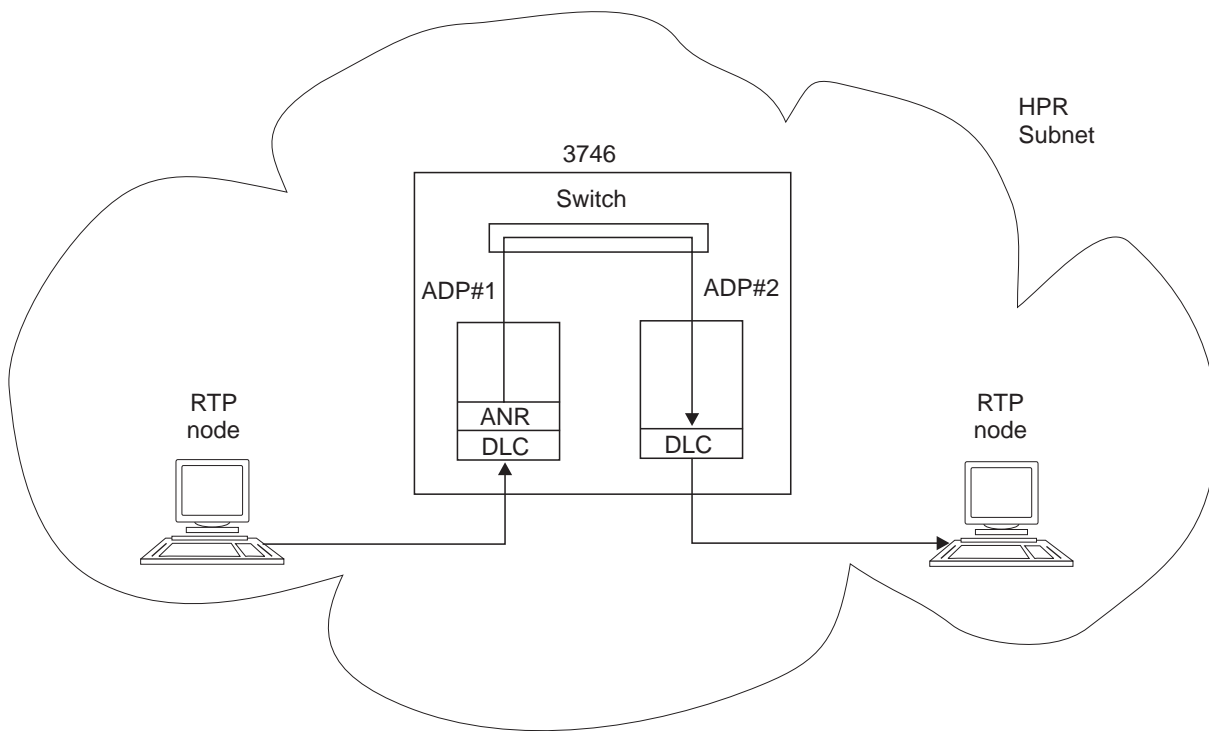 HPR
Subnet
3746
Switch
ADP#1
ADP#2
RTP
node
ANR
DLC
DLC
RTP
node